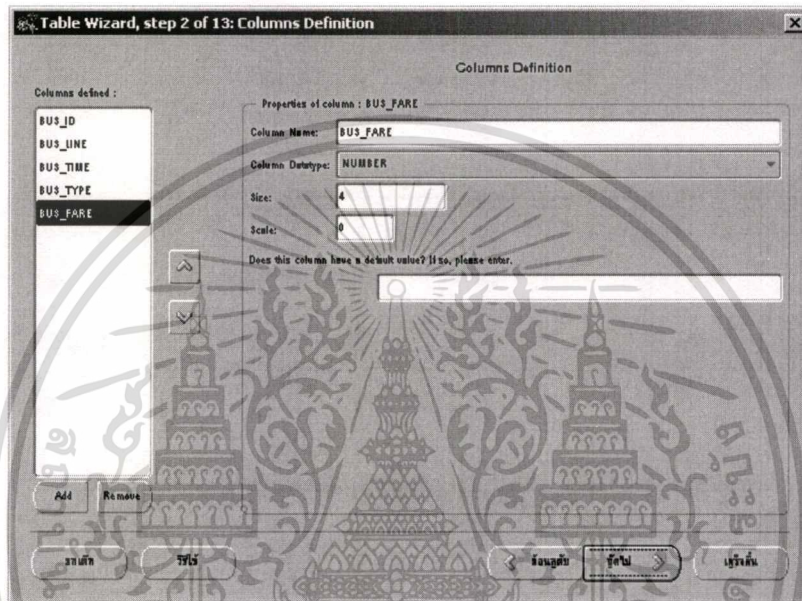 Table Wizard, step 2 of 13: Columns Definition
Columns Definition
Columns defined :
BUS_ID
BUS_LINE
BUS_TIME
BUS_TYPE
BUS_FARE
Properties of column : BUS_FARE
Column Name: BUS_FARE
Column Datatype: NUMBER
Size: 4
Scale: 0
Does this column have a default value? If so, please enter.
Add Remove
ยกเลิก วิธีใช้ ย้อนกลับ ถัดไป เสร็จสิ้น